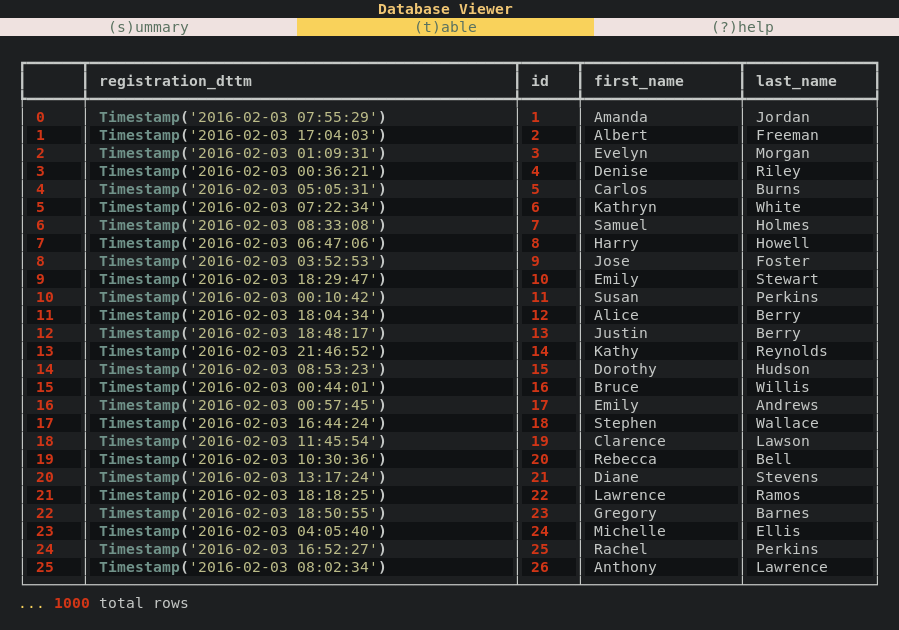 Database Viewer
(s)ummary (t)able (?)help
registration_dttm id first_name last_name
0 Timestamp('2016-02-03 07:55:29') 1 Amanda Jordan
1 Timestamp('2016-02-03 17:04:03') 2 Albert Freeman
2 Timestamp('2016-02-03 01:09:31') 3 Evelyn Morgan
3 Timestamp('2016-02-03 00:36:21') 4 Denise Riley
4 Timestamp('2016-02-03 05:05:31') 5 Carlos Burns
5 Timestamp('2016-02-03 07:22:34') 6 Kathryn White
6 Timestamp('2016-02-03 08:33:08') 7 Samuel Holmes
7 Timestamp('2016-02-03 06:47:06') 8 Harry Howell
8 Timestamp('2016-02-03 03:52:53') 9 Jose Foster
9 Timestamp('2016-02-03 18:29:47') 10 Emily Stewart
10 Timestamp('2016-02-03 00:10:42') 11 Susan Perkins
11 Timestamp('2016-02-03 18:04:34') 12 Alice Berry
12 Timestamp('2016-02-03 18:48:17') 13 Justin Berry
13 Timestamp('2016-02-03 21:46:52') 14 Kathy Reynolds
14 Timestamp('2016-02-03 08:53:23') 15 Dorothy Hudson
15 Timestamp('2016-02-03 00:44:01') 16 Bruce Willis
16 Timestamp('2016-02-03 00:57:45') 17 Emily Andrews
17 Timestamp('2016-02-03 16:44:24') 18 Stephen Wallace
18 Timestamp('2016-02-03 11:45:54') 19 Clarence Lawson
19 Timestamp('2016-02-03 10:30:36') 20 Rebecca Bell
20 Timestamp('2016-02-03 13:17:24') 21 Diane Stevens
21 Timestamp('2016-02-03 18:18:25') 22 Lawrence Ramos
22 Timestamp('2016-02-03 18:50:55') 23 Gregory Barnes
23 Timestamp('2016-02-03 04:05:40') 24 Michelle Ellis
24 Timestamp('2016-02-03 16:52:27') 25 Rachel Perkins
25 Timestamp('2016-02-03 08:02:34') 26 Anthony Lawrence
... 1000 total rows